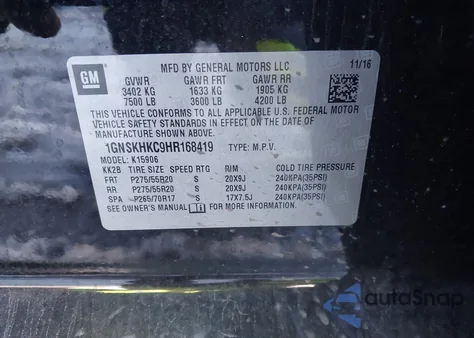 GM
MFD BY GENERAL MOTORS LLC 11/16
GVWR GAWR FRT GAWR RR
3402 KG 1633 KG 1905 KG
7500 LB 3600 LB 4200 LB
THIS VEHICLE CONFORMS TO ALL APPLICABLE U.S. FEDERAL MOTOR
VEHICLE SAFETY STANDARDS IN EFFECT ON THE DATE OF
MANUFACTURE SHOWN ABOVE.
1GNSKHKC9HR168419 TYPE: M.P.V.
MODEL: K15906
KK2B TIRE SIZE SPEED RTG RIM COLD TIRE PRESSURE
FRT P275/55R20 S 20X9J 240KPA(35PSI)
RR P275/55R20 S 20X9J 240KPA(35PSI)
SPA P265/70R17 S 17X7.5J 240KPA(35PSI)
SEE OWNER'S MANUAL FOR MORE INFORMATION.
autoSnap